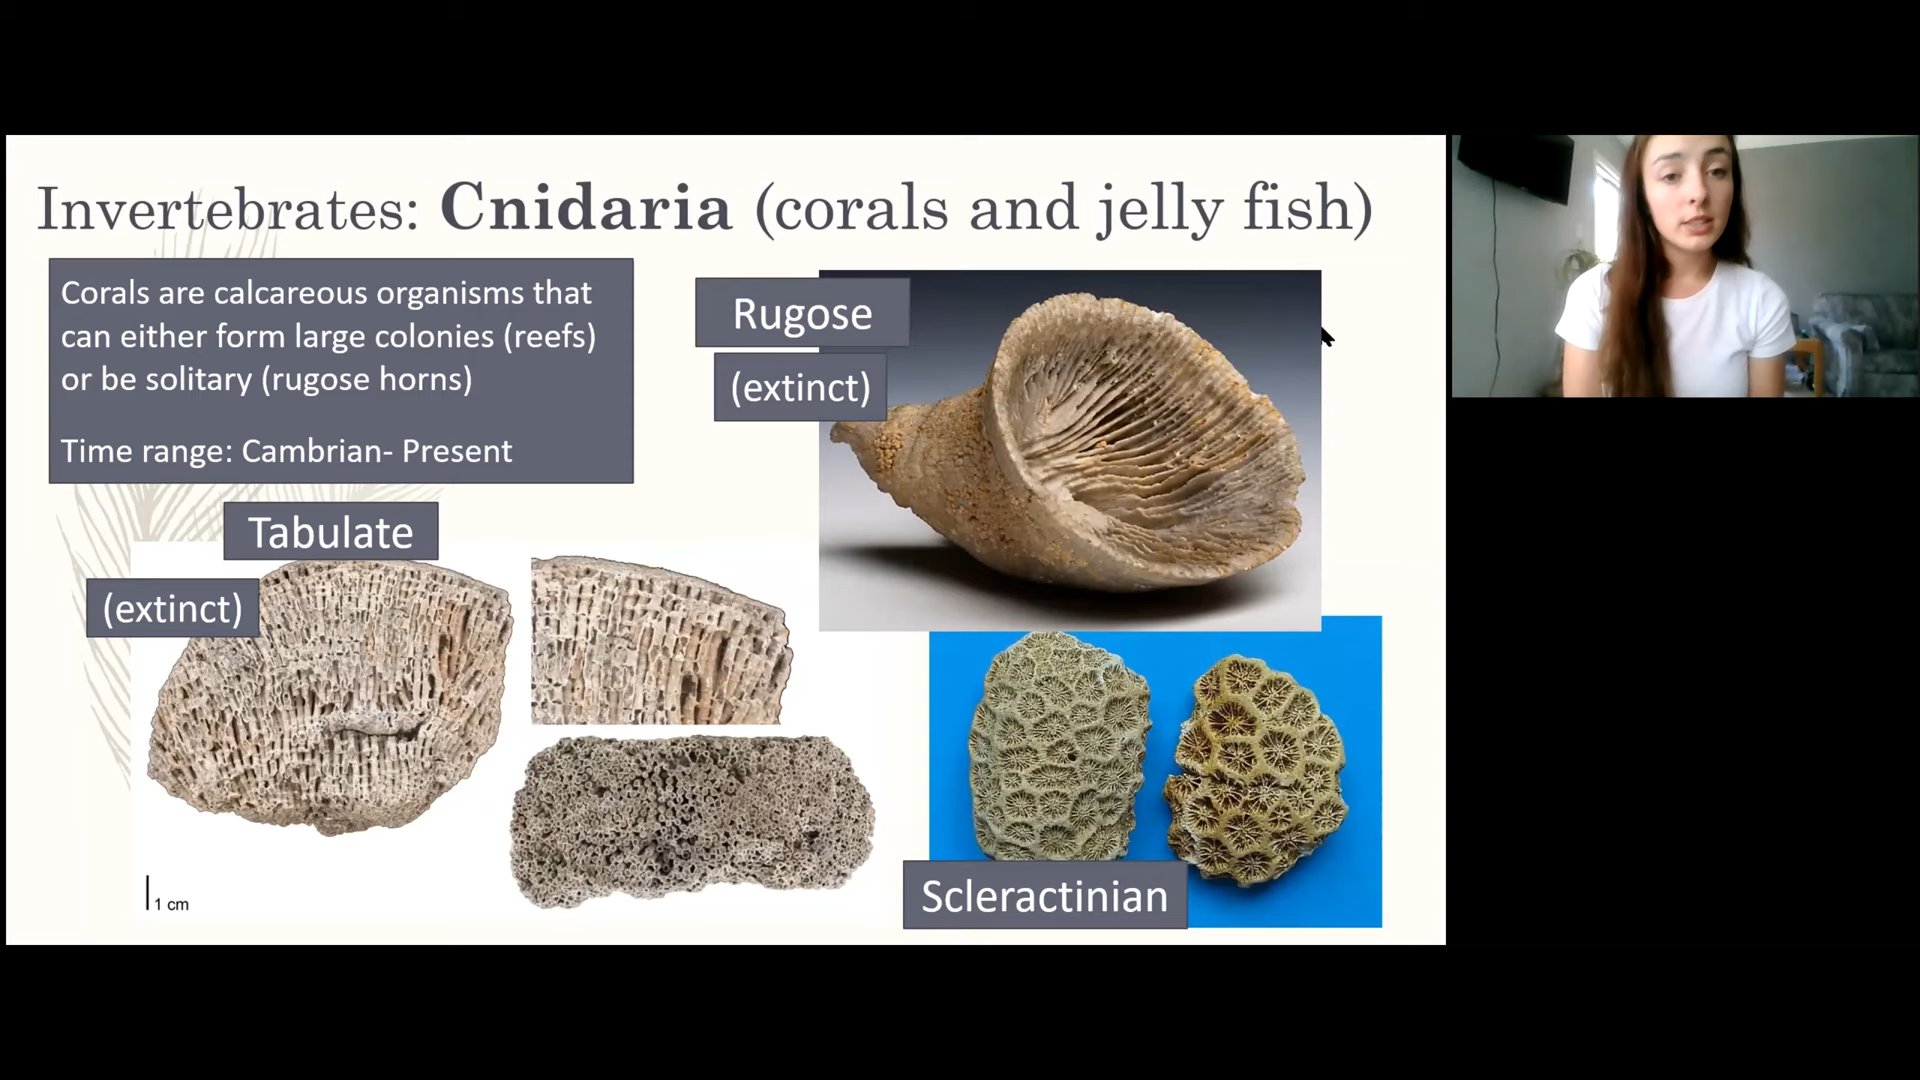 Invertebrates: Cnidaria (corals and jelly fish)
Corals are calcareous organisms that
can either form large colonies (reefs)
or be solitary (rugose horns)
Time range: Cambrian- Present
Rugose
(extinct)
Tabulate
(extinct)
1 cm
Scleractinian